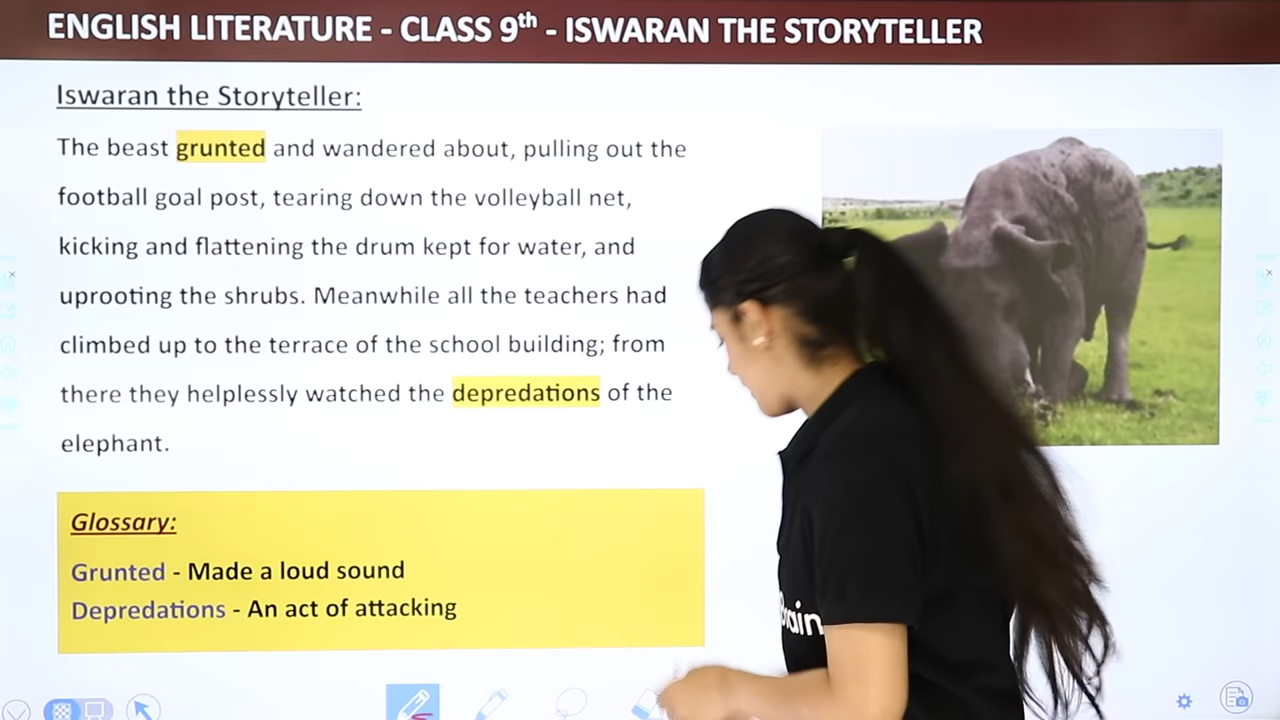 ENGLISH LITERATURE - CLASS 9th - ISWARAN THE STORYTELLER
Iswaran the Storyteller:
The beast grunted and wandered about, pulling out the
football goal post, tearing down the volleyball net,
kicking and flattening the drum kept for water, and
uprooting the shrubs. Meanwhile all the teachers had
climbed up to the terrace of the school building; from
there they helplessly watched the depredations of the
elephant.
Glossary:
Grunted - Made a loud sound
Depredations - An act of attacking